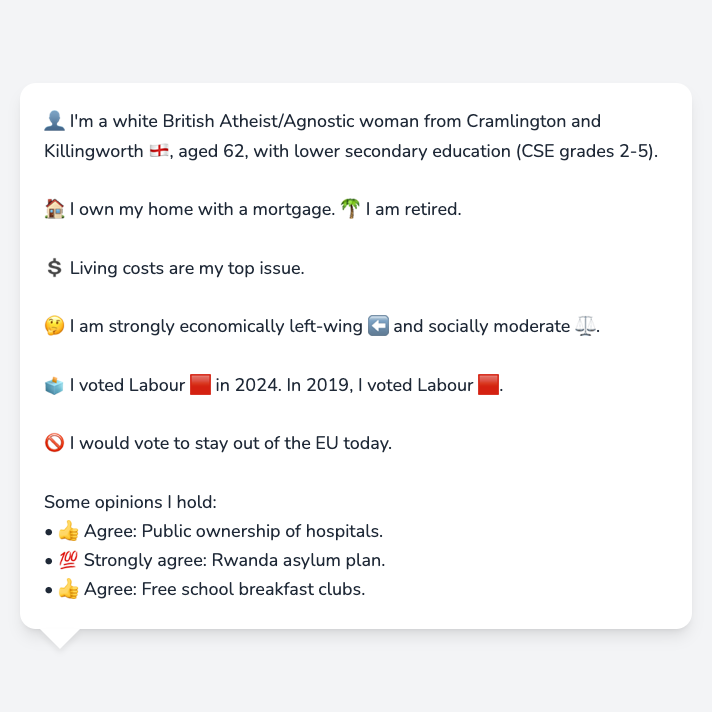 👤 I'm a white British Atheist/Agnostic woman from Cramlington and
Killingworth 🏴󠁧󠁢󠁥󠁮󠁧󠁿, aged 62, with lower secondary education (CSE grades 2-5).
🏠 I own my home with a mortgage. 🌴 I am retired.
💲 Living costs are my top issue.
🤔 I am strongly economically left-wing ⬅️ and socially moderate ⚖️.
🗳️ I voted Labour 🟥 in 2024. In 2019, I voted Labour 🟥.
🚫 I would vote to stay out of the EU today.
Some opinions I hold:
• 👍 Agree: Public ownership of hospitals.
• 💯 Strongly agree: Rwanda asylum plan.
• 👍 Agree: Free school breakfast clubs.